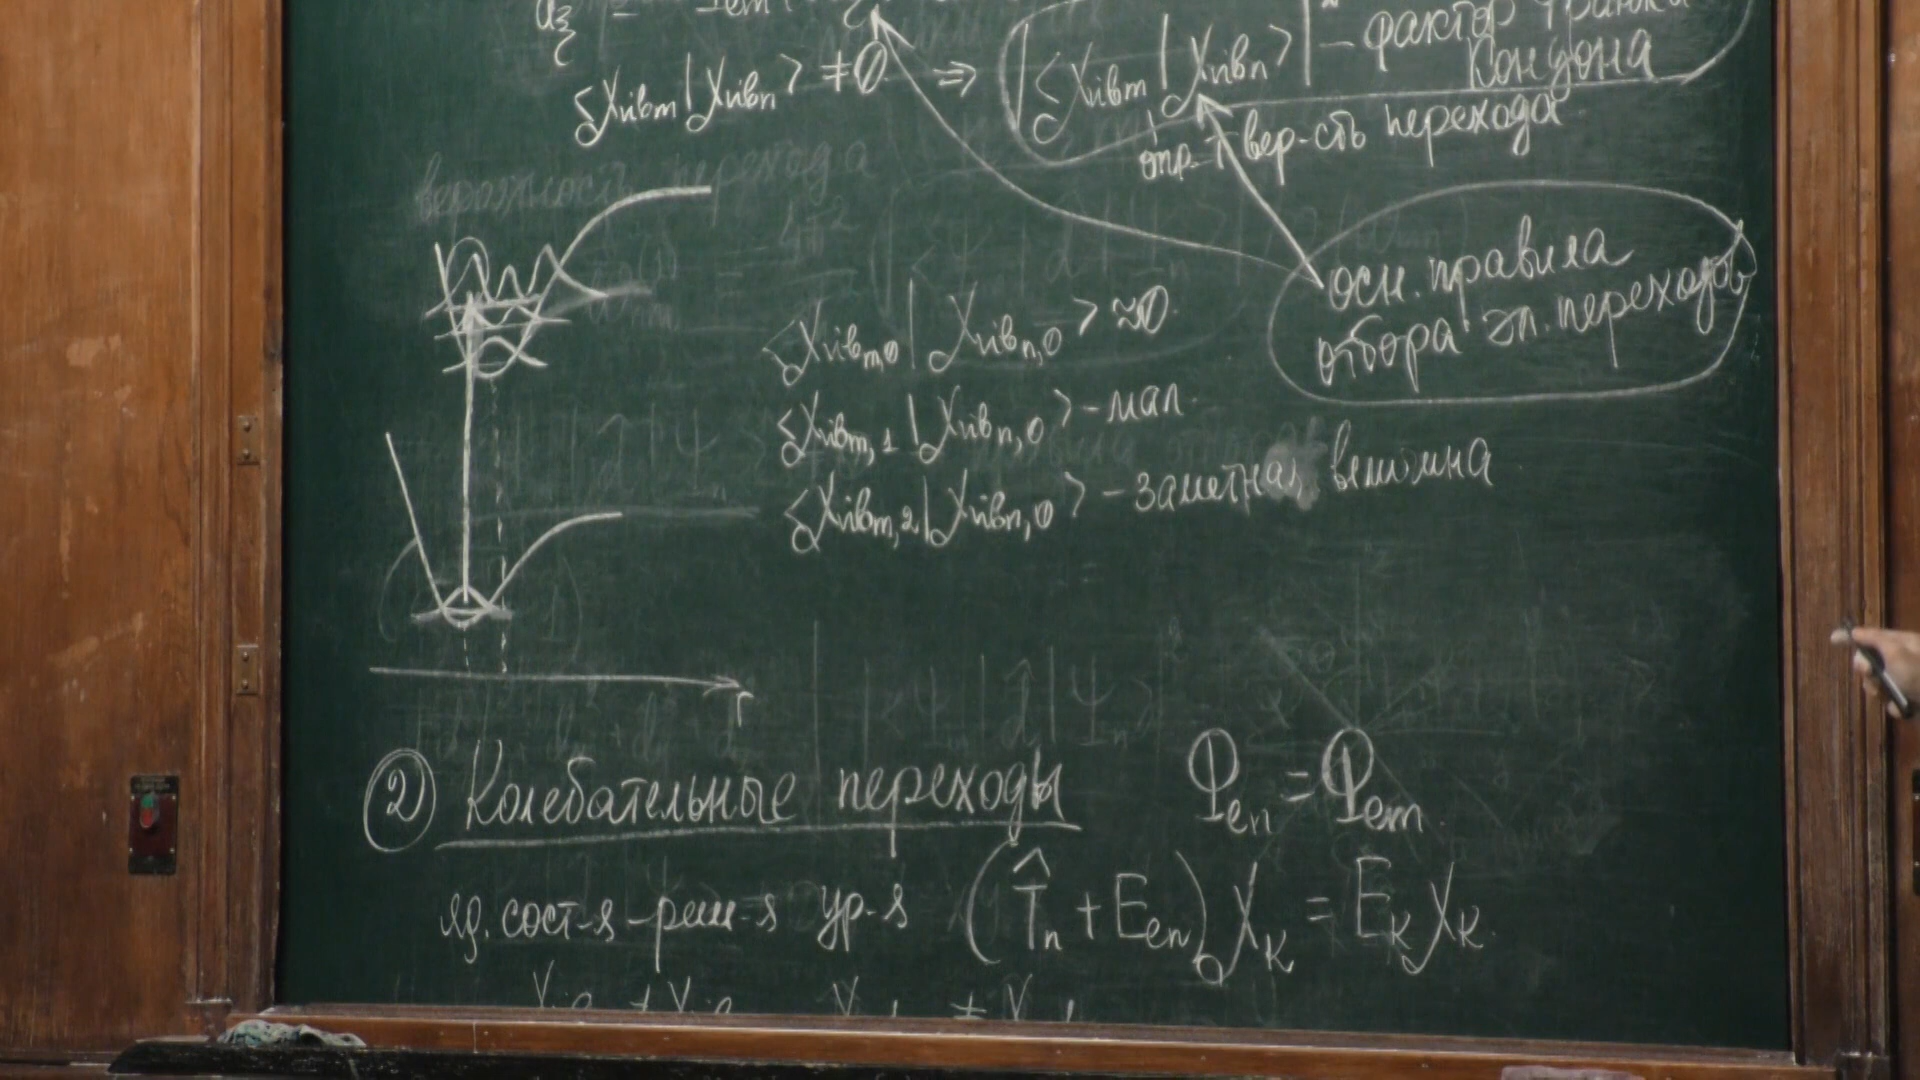 ⟨χvibm|χvibn⟩ ≠ 0 ⇒ |⟨χvibm|χvibn⟩|² – фактор Франка
Кондона
опр-т вер-сть перехода
вероятность перехода
осн. правила
отбора эл. переходов
⟨χvibm,0|χvibn,0⟩ ≈ 0.
⟨χvibm,1|χvibn,0⟩ – мал.
⟨χvibm,2|χvibn,0⟩ – заметная величина
r
② Колебательные переходы Φen = Φem.
яд. сост-я – реш-я ур-я (T̂n + Een) χk = Ek χk.